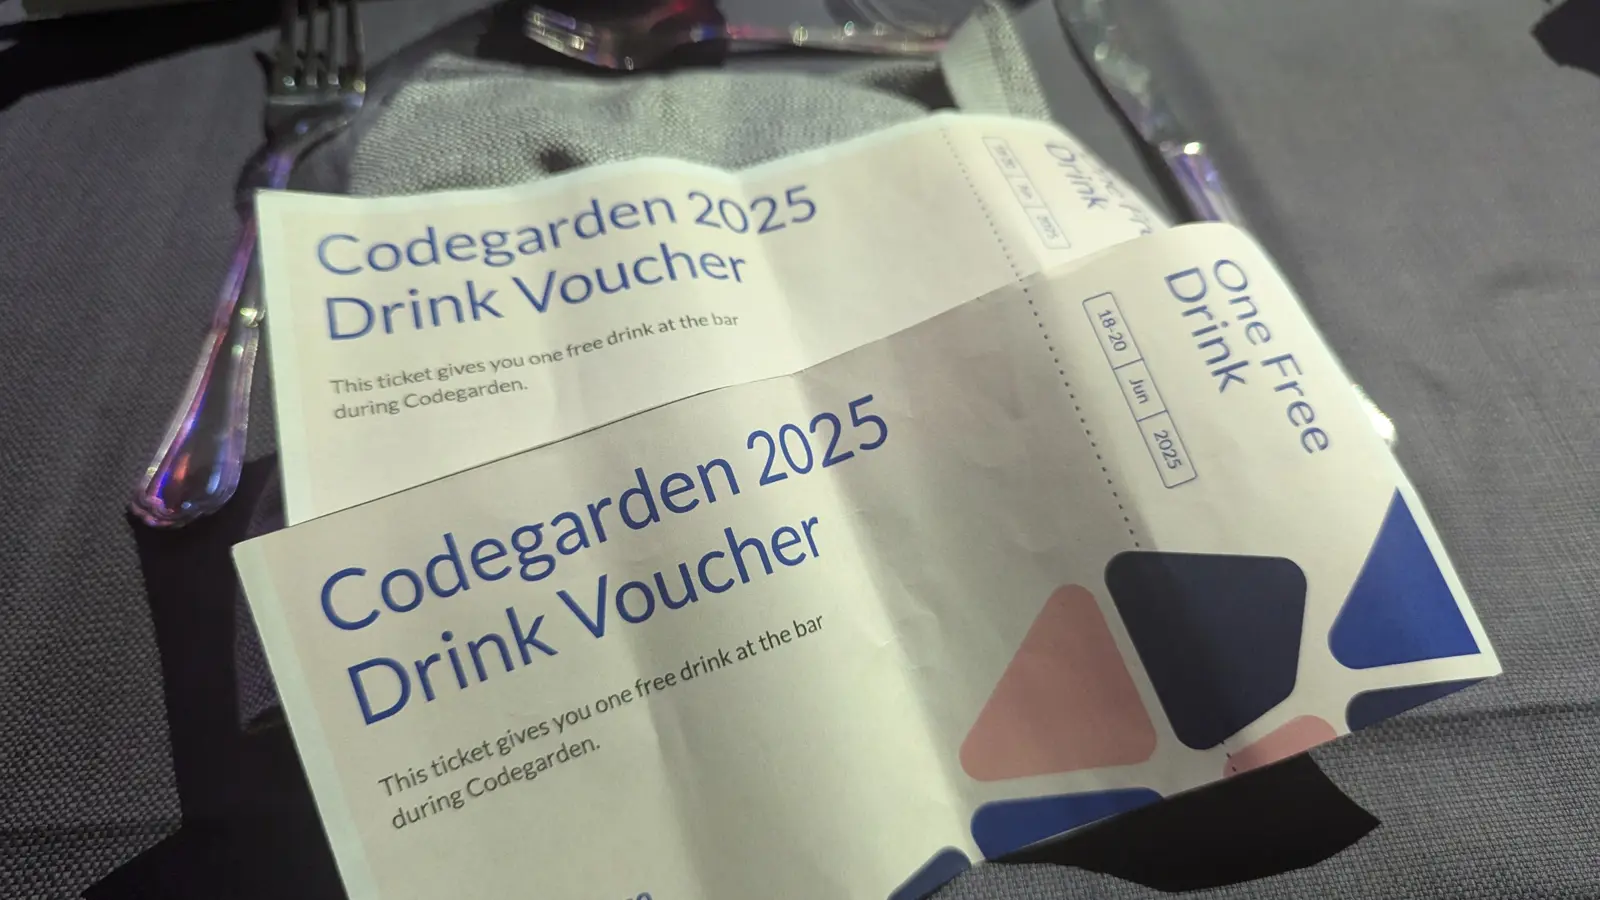 Codegarden 2025
Drink Voucher
This ticket gives you one free drink at the bar
during Codegarden.
Drink
2025
Codegarden 2025
Drink Voucher
This ticket gives you one free drink at the bar
during Codegarden.
One Free
Drink
18-20 Jun 2025